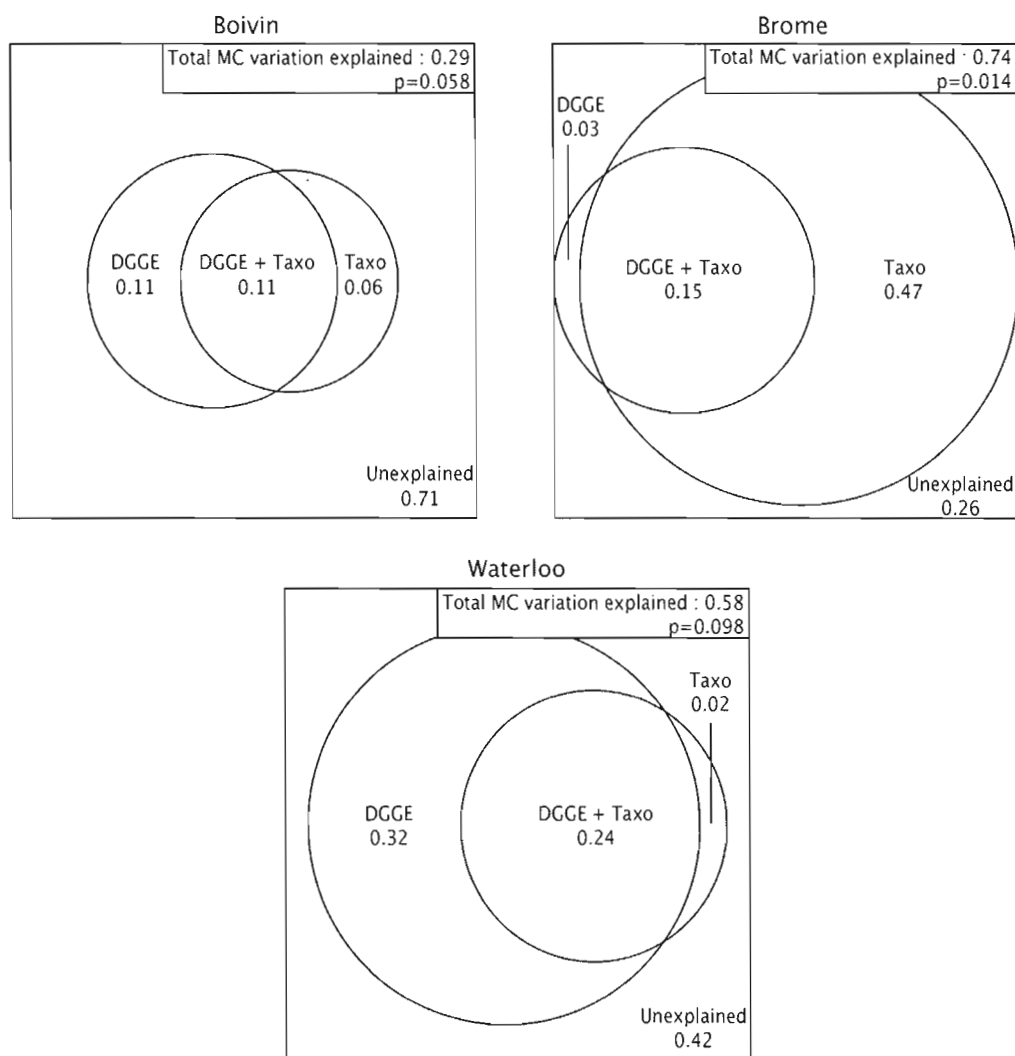 Boivin
Total MC variation explained : 0.29
p=0.058
DGGE
0.11
DGGE + Taxo
0.11
Taxo
0.06
Unexplained
0.71
Brome
Total MC variation explained : 0.74
p=0.014
DGGE
0.03
DGGE + Taxo
0.15
Taxo
0.47
Unexplained
0.26
Waterloo
Total MC variation explained : 0.58
p=0.098
Taxo
0.02
DGGE
0.32
DGGE + Taxo
0.24
Unexplained
0.42